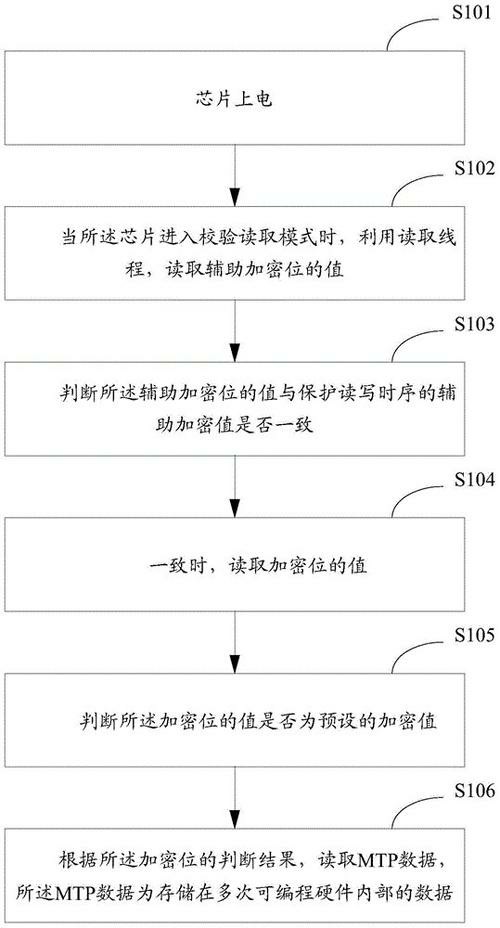 S101
芯片上电
S102
当所述芯片进入校验读取模式时，利用读取线
程，读取辅助加密位的值
S103
判断所述辅助加密位的值与保护读写时序的辅
助加密值是否一致
S104
一致时，读取加密位的值
S105
判断所述加密位的值是否为预设的加密值
S106
根据所述加密位的判断结果，读取MTP数据，
所述MTP数据为存储在多次可编程硬件内部的数据